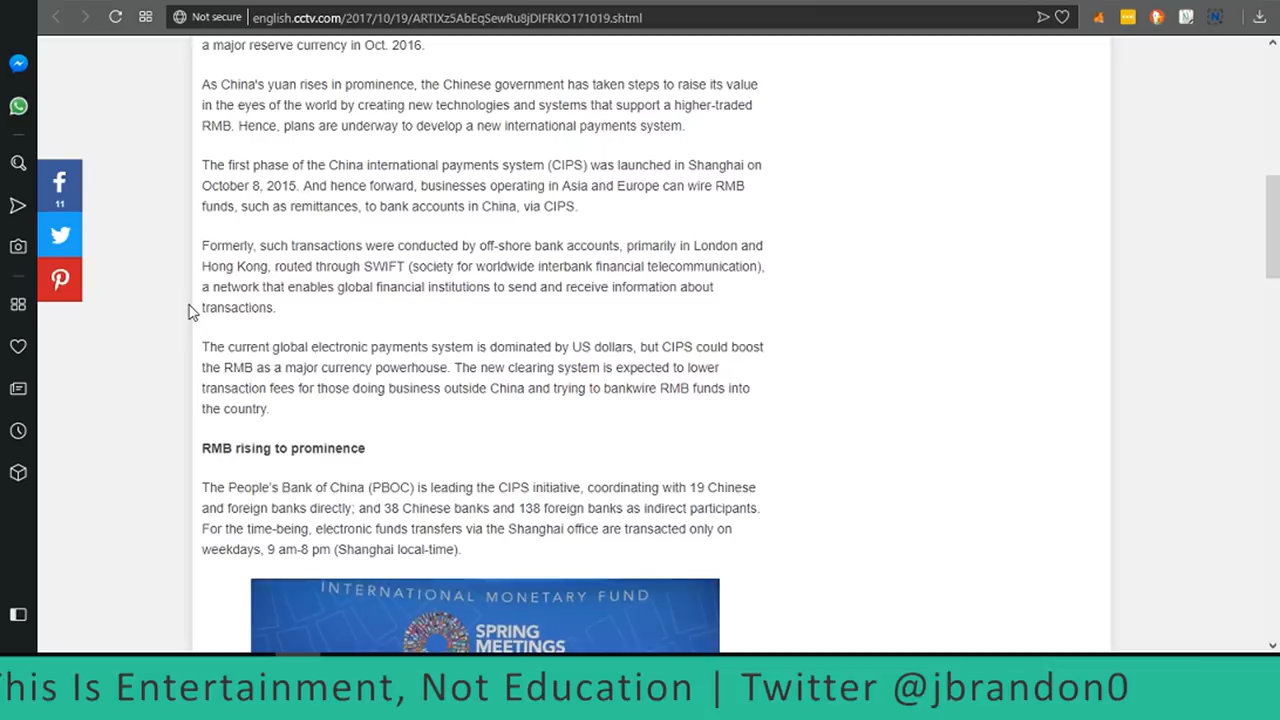 Not secure
english.cctv.com/2017/10/19/ARTIXz5AbEqSewRu8jDIFRKO171019.shtml
a major reserve currency in Oct. 2016.
As China's yuan rises in prominence, the Chinese government has taken steps to raise its value
in the eyes of the world by creating new technologies and systems that support a higher-traded
RMB. Hence, plans are underway to develop a new international payments system.
The first phase of the China international payments system (CIPS) was launched in Shanghai on
October 8, 2015. And hence forward, businesses operating in Asia and Europe can wire RMB
funds, such as remittances, to bank accounts in China, via CIPS.
11
Formerly, such transactions were conducted by off-shore bank accounts, primarily in London and
Hong Kong, routed through SWIFT (society for worldwide interbank financial telecommunication),
a network that enables global financial institutions to send and receive information about
transactions.
The current global electronic payments system is dominated by US dollars, but CIPS could boost
the RMB as a major currency powerhouse. The new clearing system is expected to lower
transaction fees for those doing business outside China and trying to bankwire RMB funds into
the country.
RMB rising to prominence
The People's Bank of China (PBOC) is leading the CIPS initiative, coordinating with 19 Chinese
and foreign banks directly; and 38 Chinese banks and 138 foreign banks as indirect participants.
For the time-being, electronic funds transfers via the Shanghai office are transacted only on
weekdays, 9 am-8 pm (Shanghai local-time).
INTERNATIONAL MONETARY FUND
SPRING
MEETINGS
This Is Entertainment, Not Education | Twitter @jbrandon0